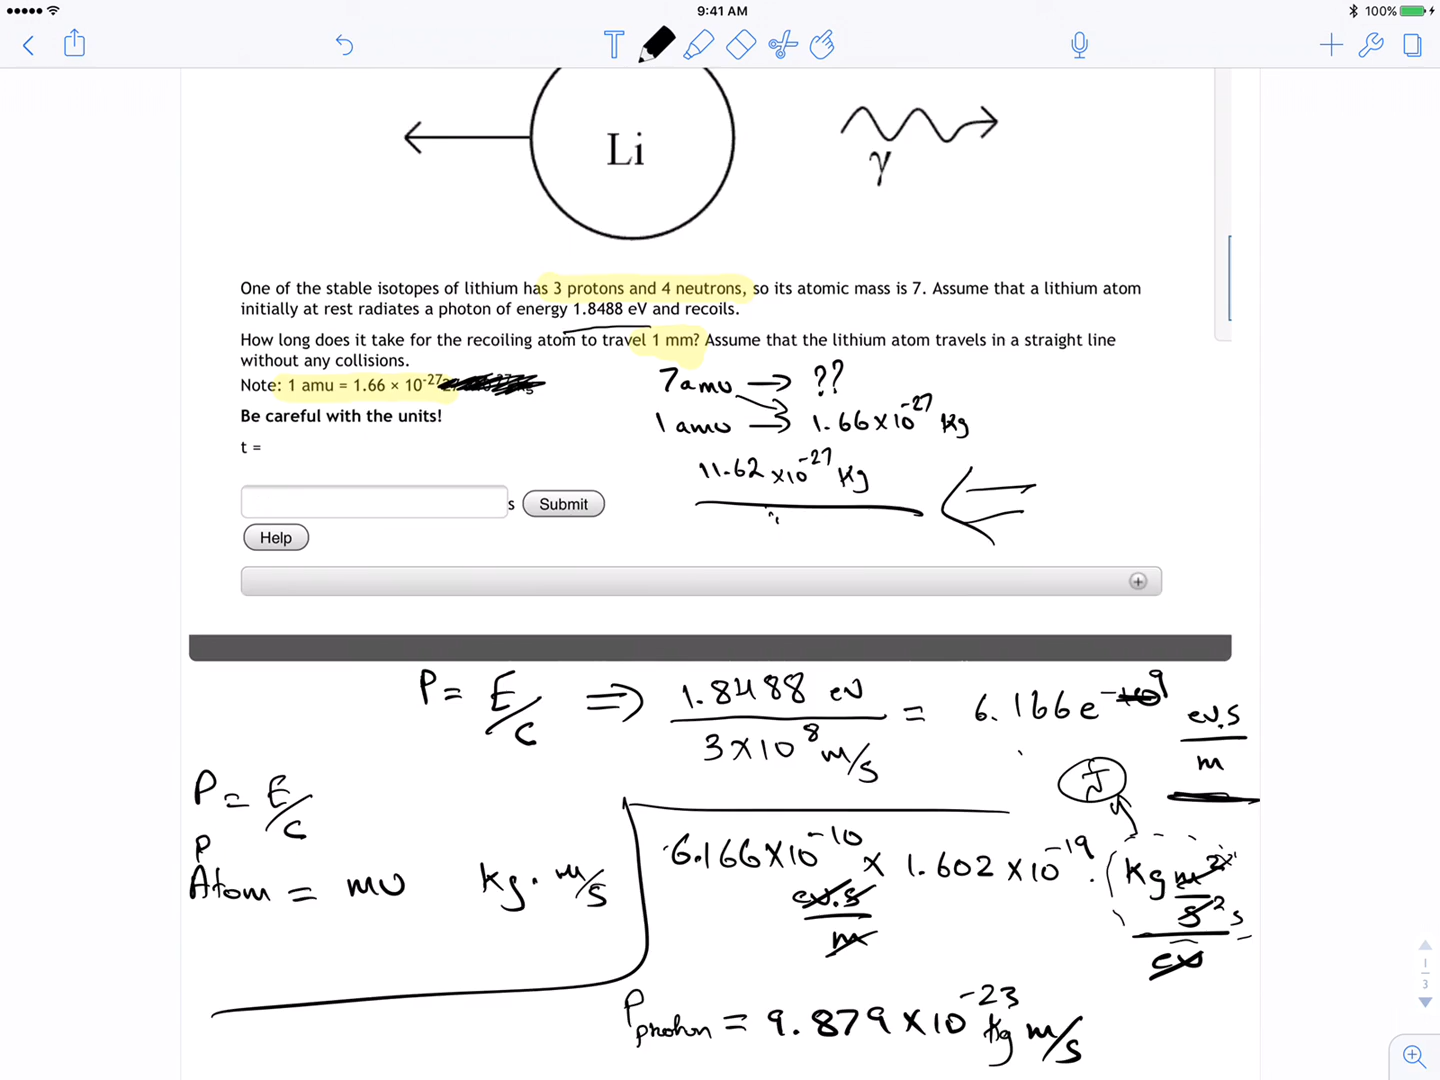 9:41 AM
100%
T
Li
γ
One of the stable isotopes of lithium has 3 protons and 4 neutrons, so its atomic mass is 7. Assume that a lithium atom
initially at rest radiates a photon of energy 1.8488 eV and recoils.
How long does it take for the recoiling atom to travel 1 mm? Assume that the lithium atom travels in a straight line
without any collisions.
Note: 1 amu = 1.66 × 10⁻²⁷
7amu → ??
1amu → 1.66×10⁻²⁷ Kg
Be careful with the units!
t =
11.62 ×10⁻²⁷ Kg
s Submit
Help
P = E/C ⇒ 1.8488 ev / 3×10⁸ m/s = 6.166e⁻⁹ ev.s/m
P = E/C
J
6.166×10⁻¹⁰ ev.s/m × 1.602×10⁻¹⁹ · (Kg m²/s² s / ev
P Atom = mv Kg. m/s
P photon = 9.879×10⁻²³ Kg m/s
1
3